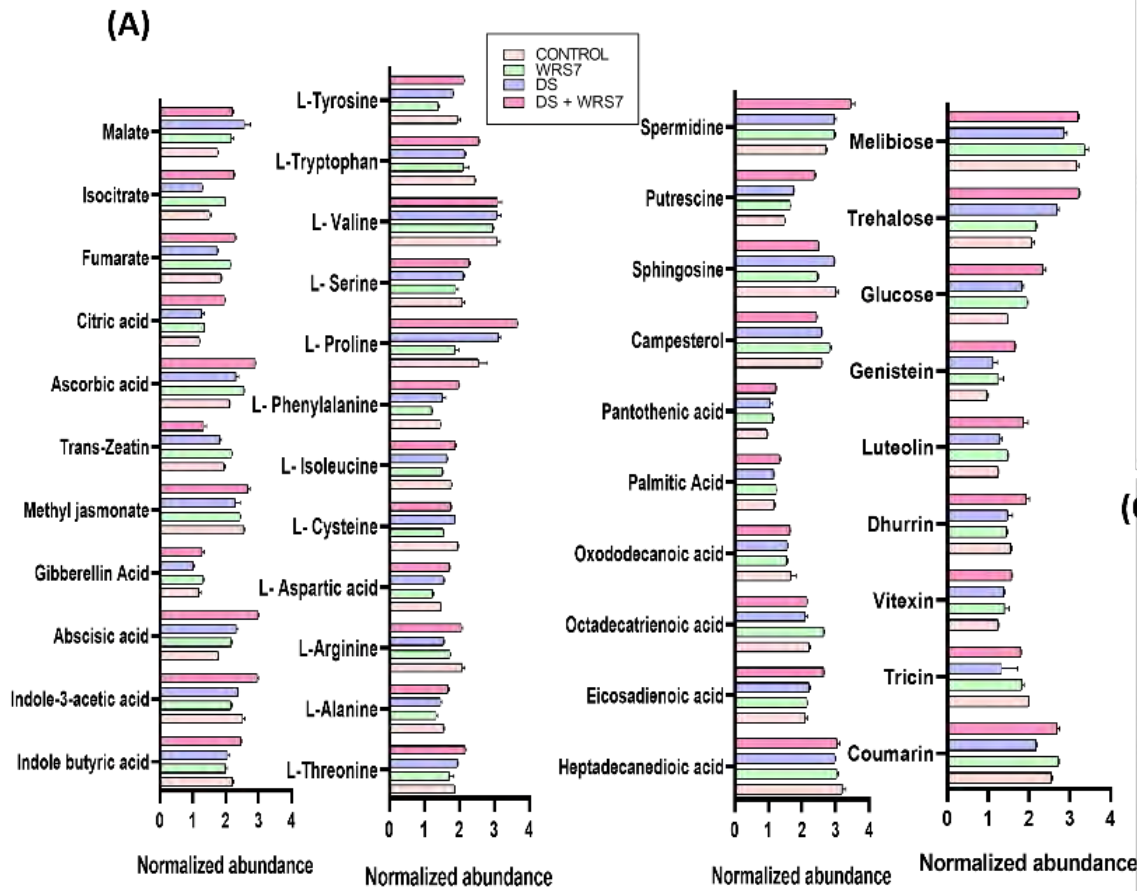 (A)
CONTROL
WRS7
DS
DS + WRS7
Malate
Isocitrate
Fumarate
Citric acid
Ascorbic acid
Trans-Zeatin
Methyl jasmonate
Gibberellin Acid
Abscisic acid
Indole-3-acetic acid
Indole butyric acid
0 1 2 3 4
Normalized abundance
L-Tyrosine
L-Tryptophan
L- Valine
L- Serine
L- Proline
L- Phenylalanine
L- Isoleucine
L- Cysteine
L- Aspartic acid
L-Arginine
L-Alanine
L-Threonine
0 1 2 3 4
Normalized abundance
Spermidine
Putrescine
Sphingosine
Campesterol
Pantothenic acid
Palmitic Acid
Oxododecanoic acid
Octadecatrienoic acid
Eicosadienoic acid
Heptadecanedioic acid
0 1 2 3 4
Normalized abundance
Melibiose
Trehalose
Glucose
Genistein
Luteolin
Dhurrin
Vitexin
Tricin
Coumarin
0 1 2 3 4
Normalized abundance